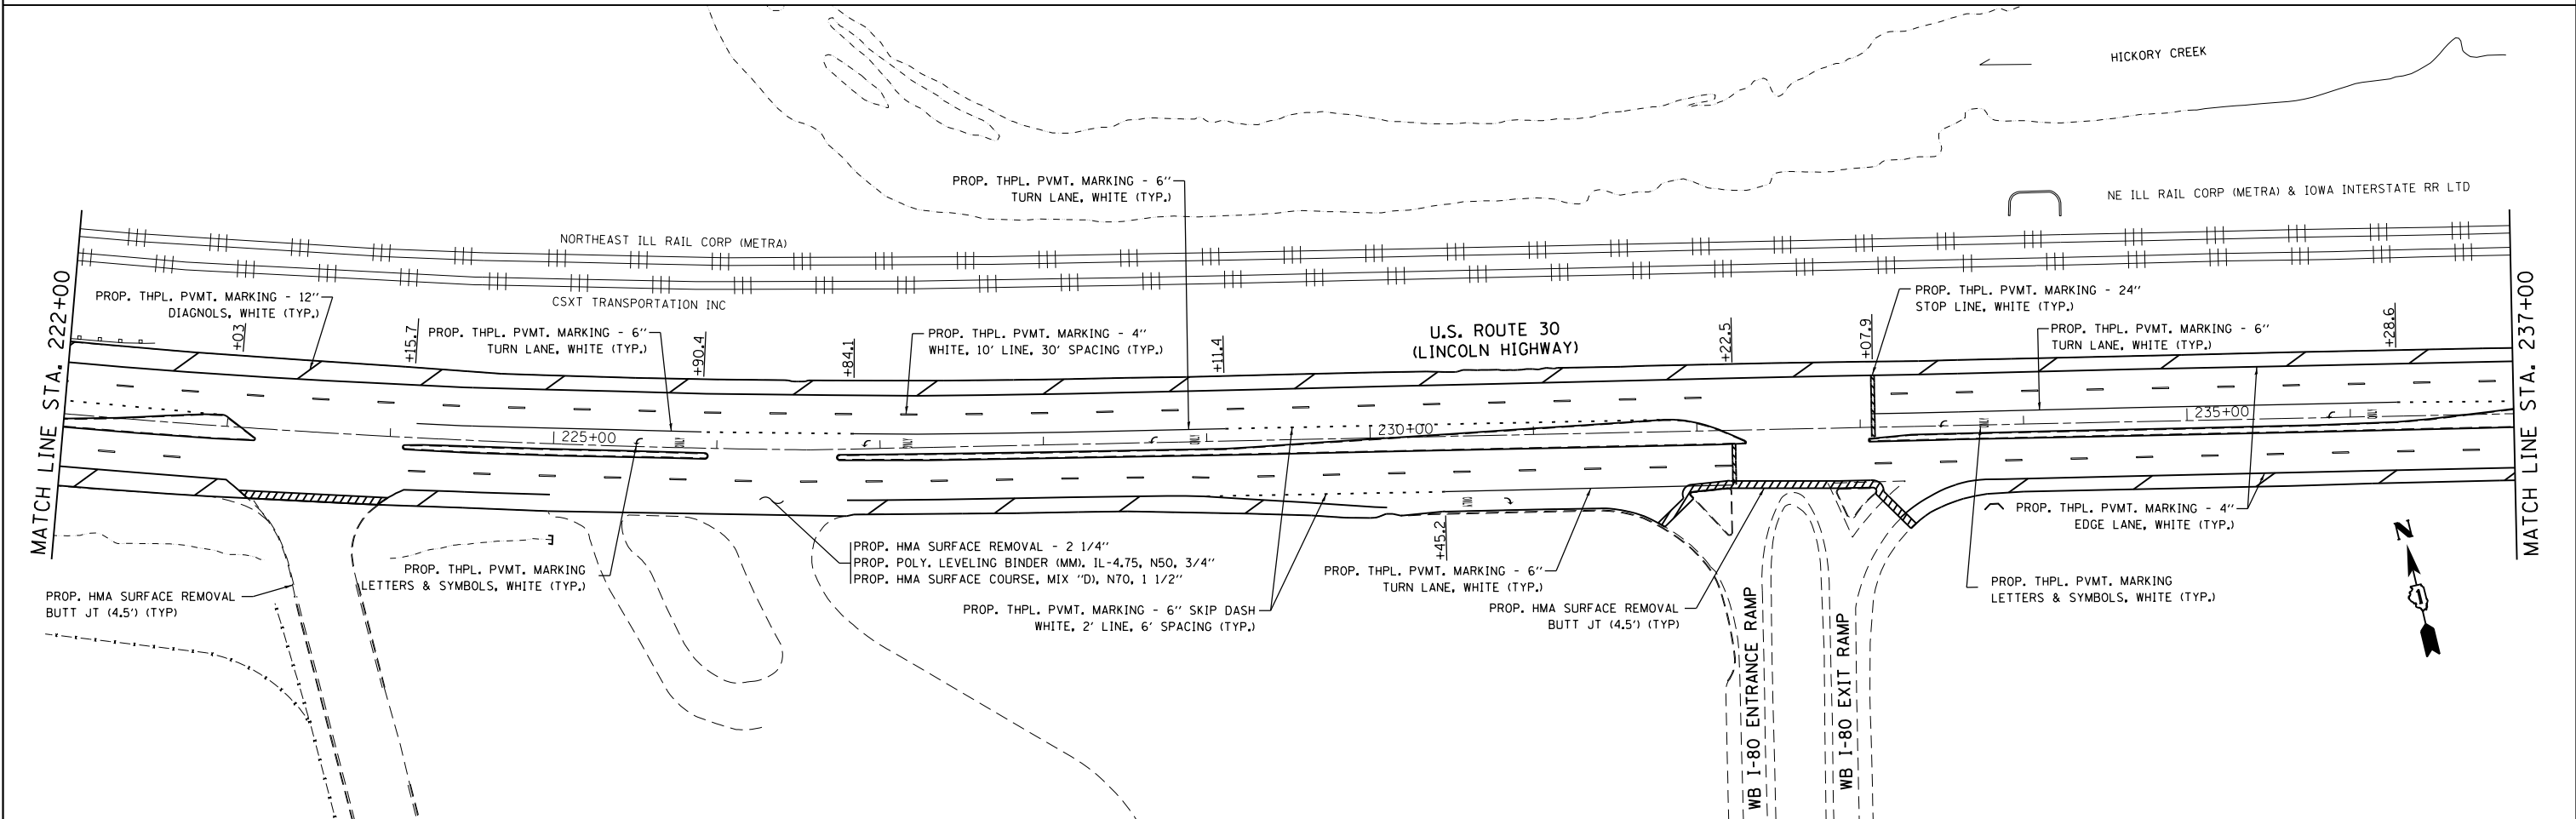 HICKORY CREEK
PROP. THPL. PVMT. MARKING - 6"
TURN LANE, WHITE (TYP.)
NE ILL RAIL CORP (METRA) & IOWA INTERSTATE RR LTD
NORTHEAST ILL RAIL CORP (METRA)
CSXT TRANSPORTATION INC
MATCH LINE STA. 222+00
PROP. THPL. PVMT. MARKING - 12"
DIAGNOLS, WHITE (TYP.)
+03
+15.7
PROP. THPL. PVMT. MARKING - 6"
TURN LANE, WHITE (TYP.)
+90.4
+84.1
PROP. THPL. PVMT. MARKING - 4"
WHITE, 10' LINE, 30' SPACING (TYP.)
+11.4
U.S. ROUTE 30
(LINCOLN HIGHWAY)
+22.5
+07.9
PROP. THPL. PVMT. MARKING - 24"
STOP LINE, WHITE (TYP.)
PROP. THPL. PVMT. MARKING - 6"
TURN LANE, WHITE (TYP.)
+28.6
MATCH LINE STA. 237+00
225+00
230+00
235+00
PROP. HMA SURFACE REMOVAL
BUTT JT (4.5') (TYP)
PROP. THPL. PVMT. MARKING
LETTERS & SYMBOLS, WHITE (TYP.)
PROP. HMA SURFACE REMOVAL - 2 1/4"
PROP. POLY. LEVELING BINDER (MM), IL-4.75, N50, 3/4"
PROP. HMA SURFACE COURSE, MIX "D), N70, 1 1/2"
PROP. THPL. PVMT. MARKING - 6" SKIP DASH
WHITE, 2' LINE, 6' SPACING (TYP.)
+45.2
PROP. THPL. PVMT. MARKING - 6"
TURN LANE, WHITE (TYP.)
PROP. HMA SURFACE REMOVAL
BUTT JT (4.5') (TYP)
WB I-80 ENTRANCE RAMP
WB I-80 EXIT RAMP
PROP. THPL. PVMT. MARKING - 4"
EDGE LANE, WHITE (TYP.)
PROP. THPL. PVMT. MARKING
LETTERS & SYMBOLS, WHITE (TYP.)
N